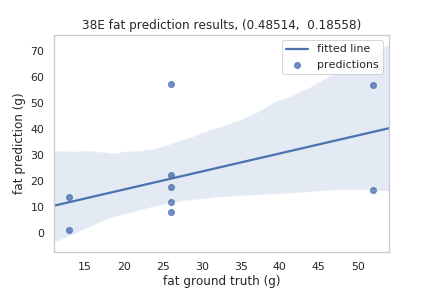 38E fat prediction results, (0.48514,  0.18558)
fitted line
predictions
70
60
50
40
30
20
10
0
fat prediction (g)
15 20 25 30 35 40 45 50
fat ground truth (g)